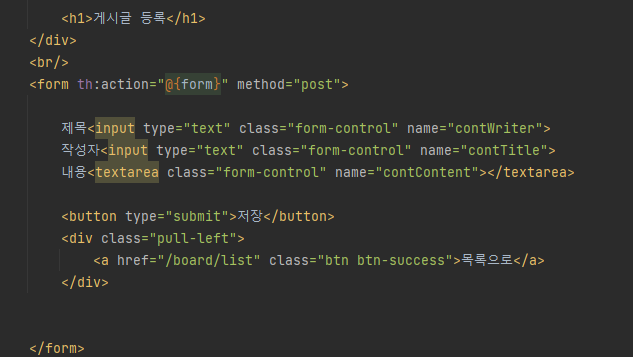 <h1>게시글 등록</h1>
</div>
<br/>
<form th:action="@{form}" method="post">
제목<input type="text" class="form-control" name="contWriter">
작성자<input type="text" class="form-control" name="contTitle">
내용<textarea class="form-control" name="contContent"></textarea>
<button type="submit">저장</button>
<div class="pull-left">
<a href="/board/list" class="btn btn-success">목록으로</a>
</div>
</form>